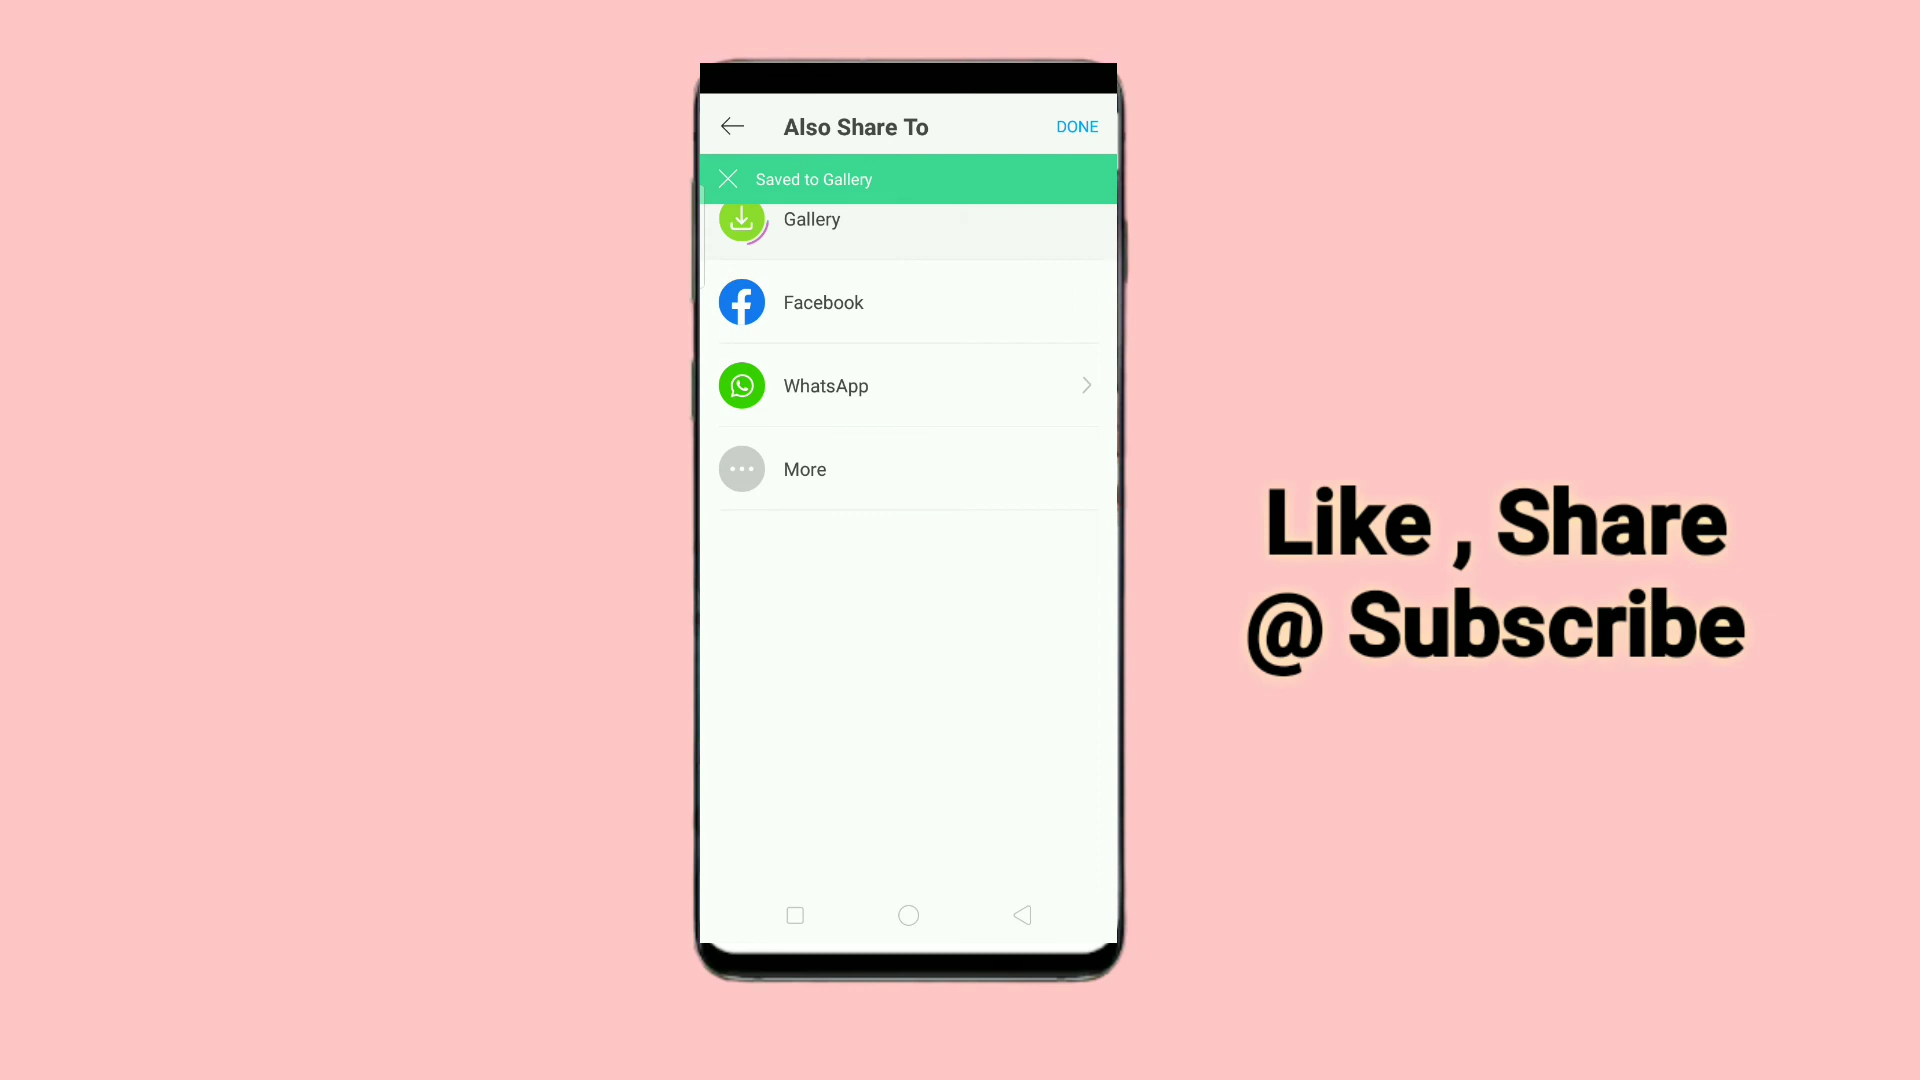 Also Share To
DONE
Saved to Gallery
Gallery
Facebook
WhatsApp
More
Like , Share
@ Subscribe